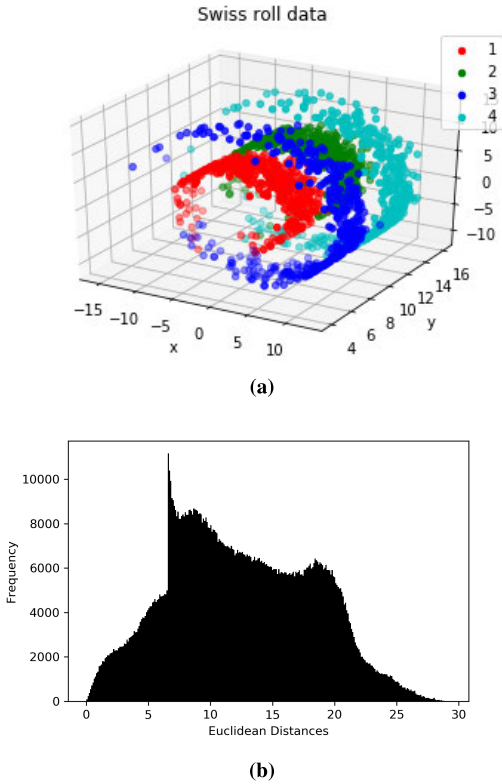 Swiss roll data
1
2
3
4
10
5
0
−5
−10
−15 −10 −5 0 5 10
x
4 6 8 10 12 14 16
y
(a)
10000
8000
6000
4000
2000
0
Frequency
0 5 10 15 20 25 30
Euclidean Distances
(b)